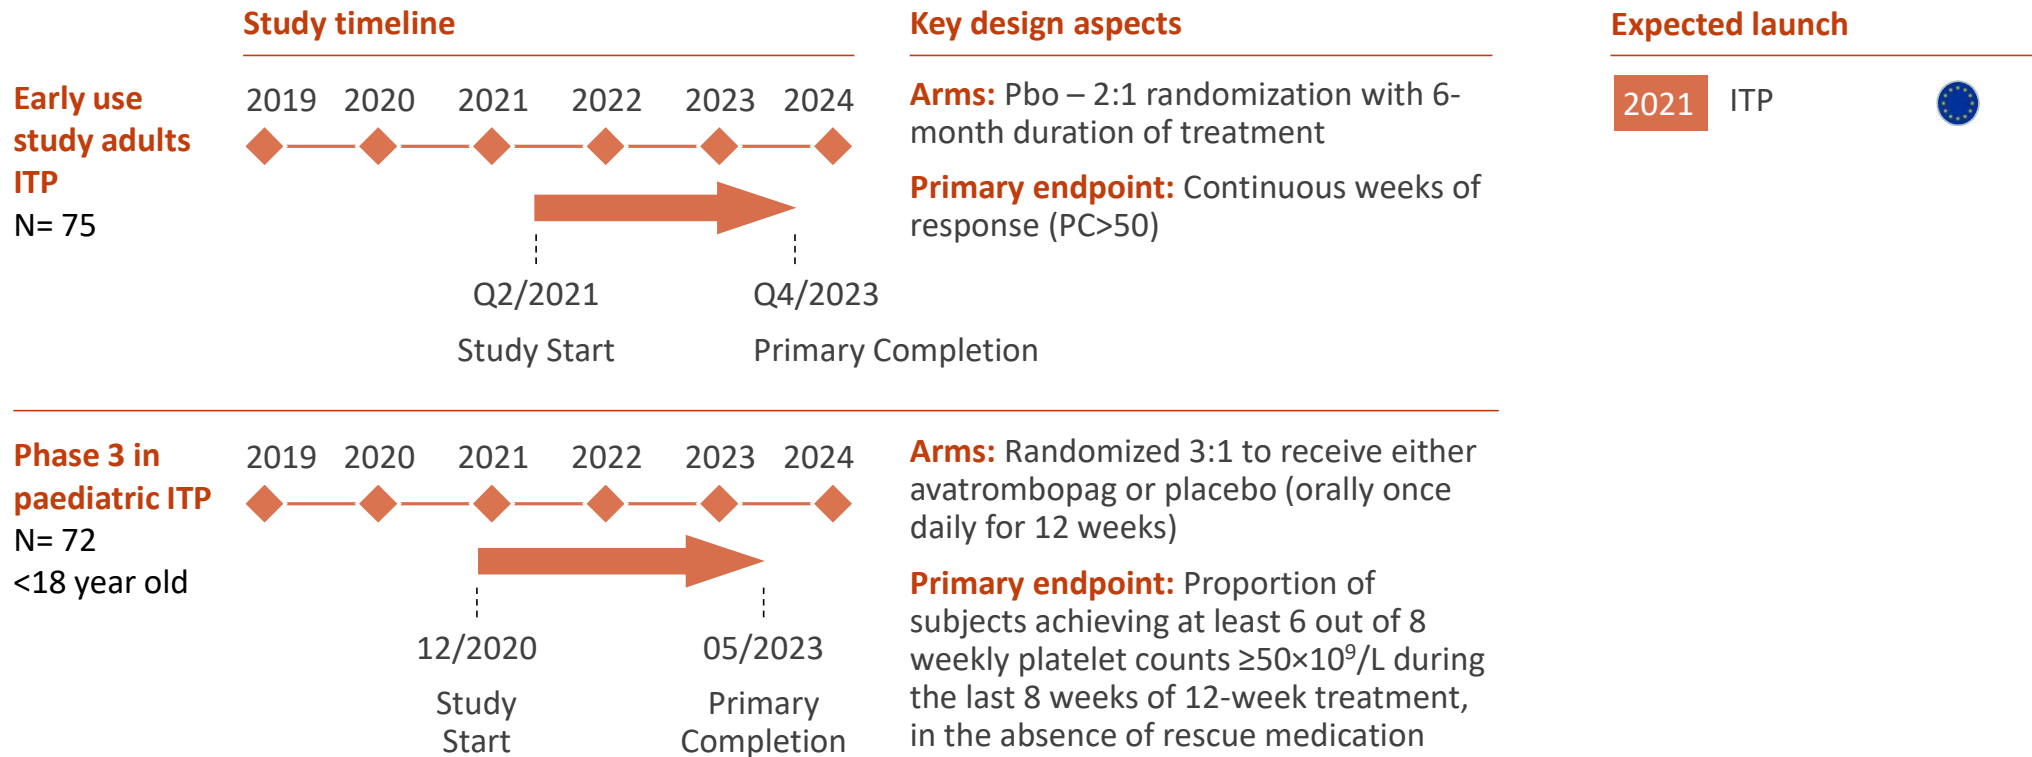 Study timeline
Key design aspects
Expected launch
Early use
study adults
ITP
N= 75
2019 2020 2021 2022 2023 2024
Q2/2021
Study Start
Q4/2023
Primary Completion
Arms: Pbo – 2:1 randomization with 6-
month duration of treatment
Primary endpoint: Continuous weeks of
response (PC>50)
2021 ITP
Phase 3 in
paediatric ITP
N= 72
<18 year old
2019 2020 2021 2022 2023 2024
12/2020
Study
Start
05/2023
Primary
Completion
Arms: Randomized 3:1 to receive either
avatrombopag or placebo (orally once
daily for 12 weeks)
Primary endpoint: Proportion of
subjects achieving at least 6 out of 8
weekly platelet counts ≥50×10⁹/L during
the last 8 weeks of 12-week treatment,
in the absence of rescue medication